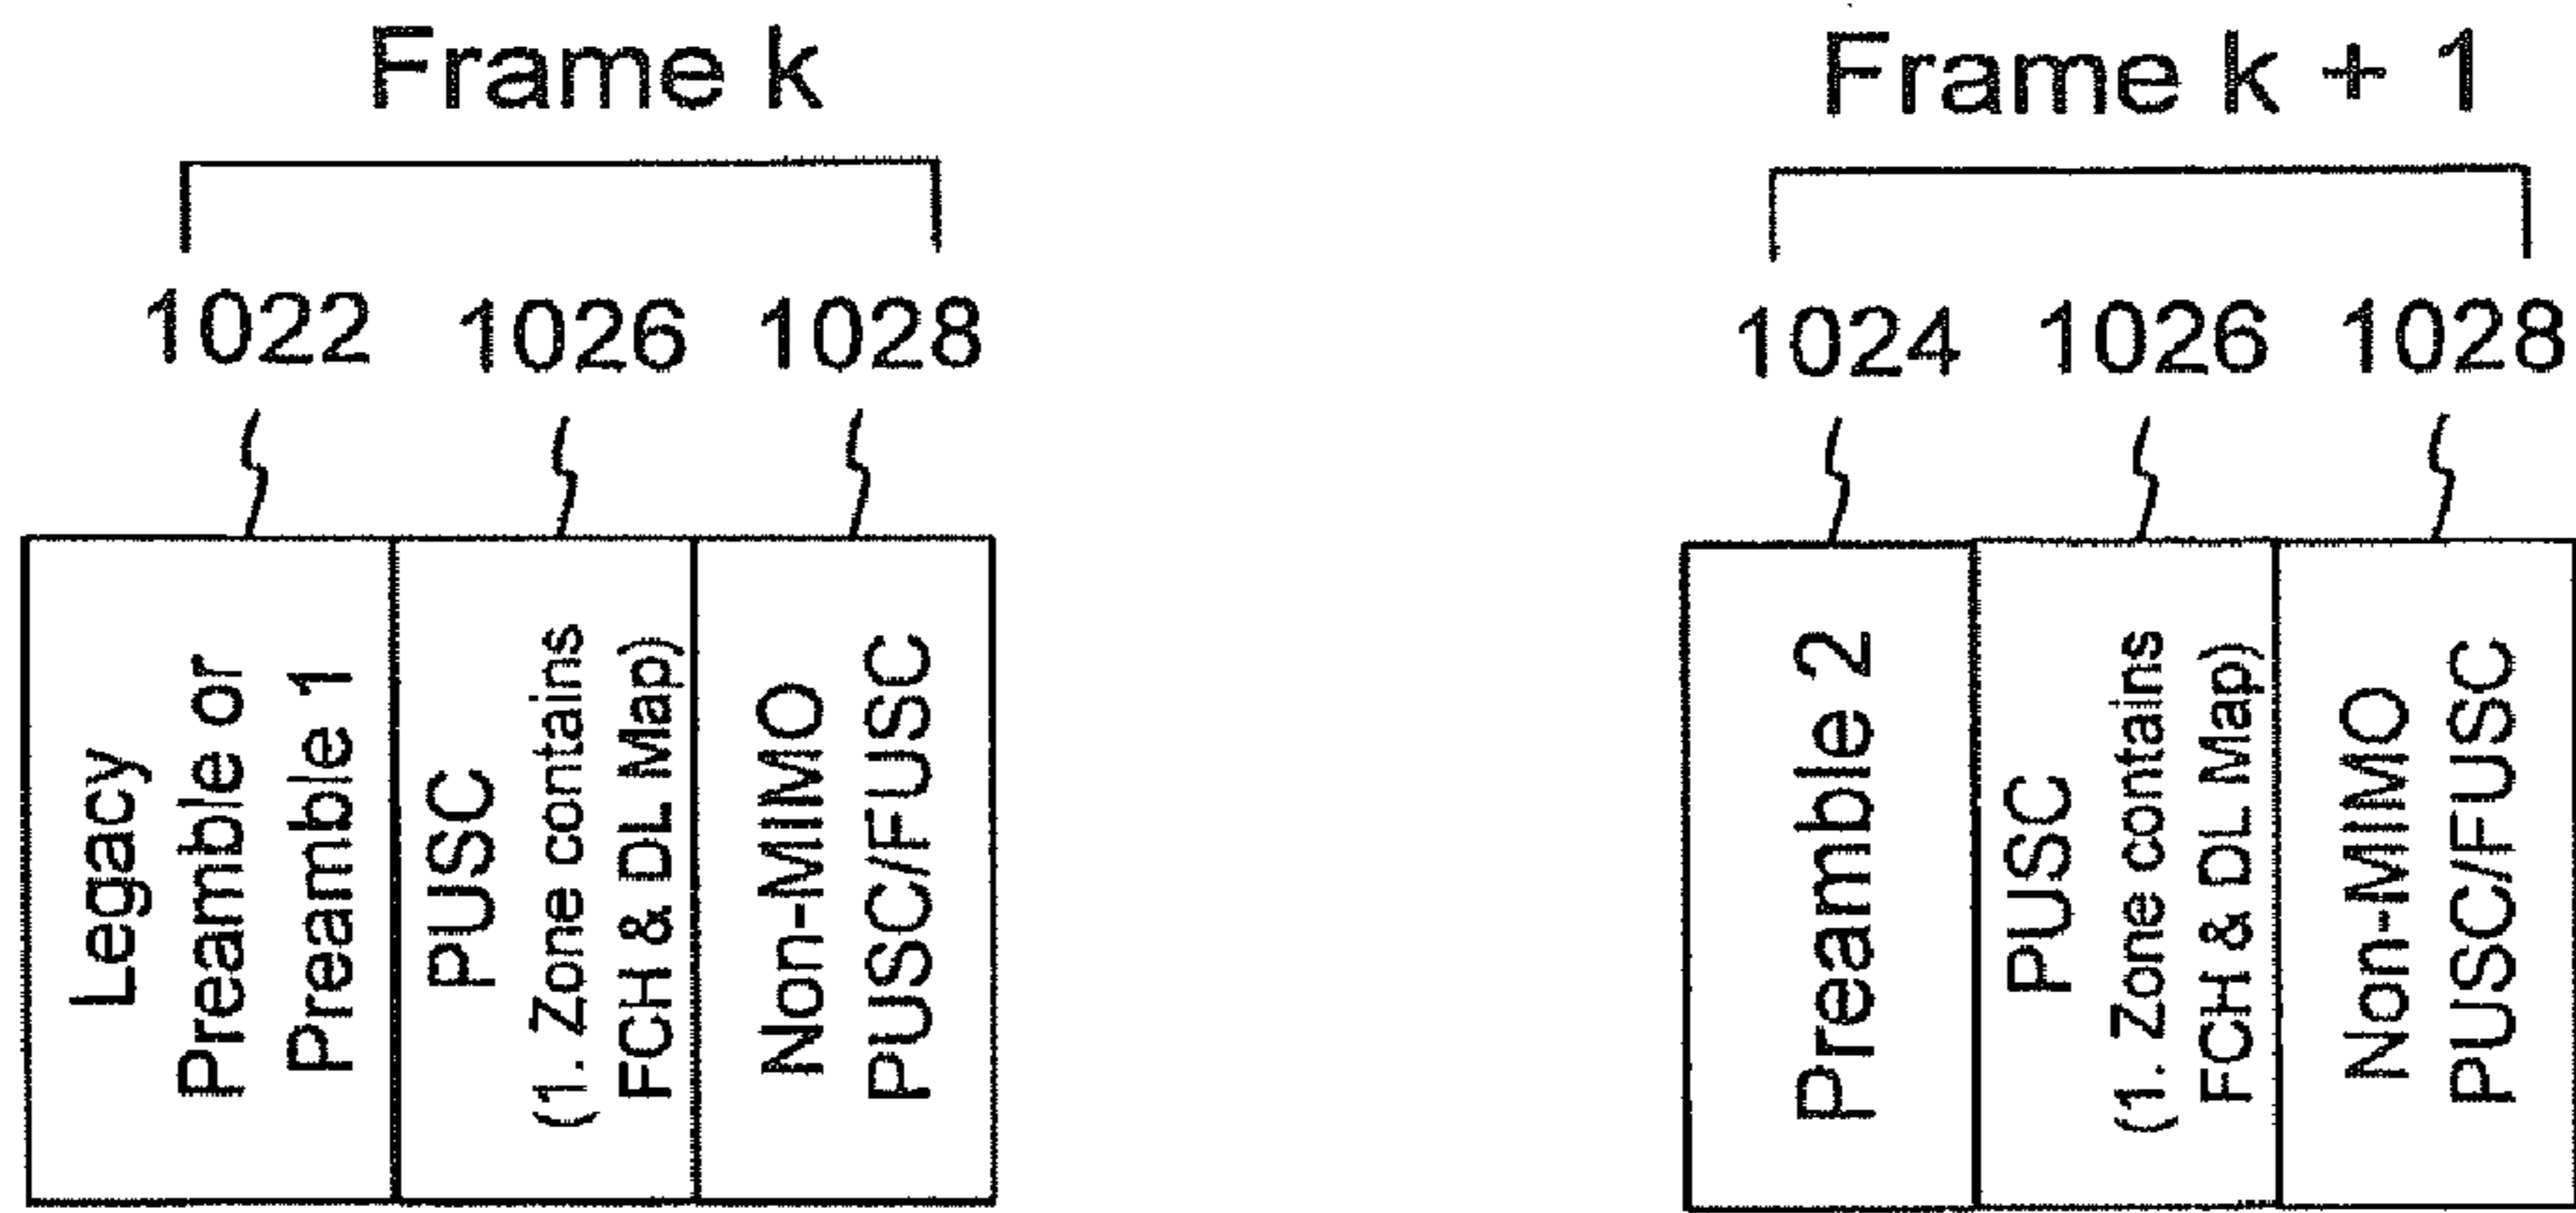 Frame k
Frame k + 1
1022 1026 1028
1024 1026 1028
Legacy
Preamble or
Preamble 1
PUSC
(1. Zone contains
FCH & DL Map)
Non-MIMO
PUSC/FUSC
Preamble 2
PUSC
(1. Zone contains
FCH & DL Map)
Non-MIMO
PUSC/FUSC